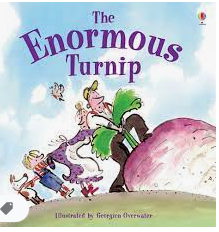 The
Enormous
Turnip
Illustrated by Georgien Overwater